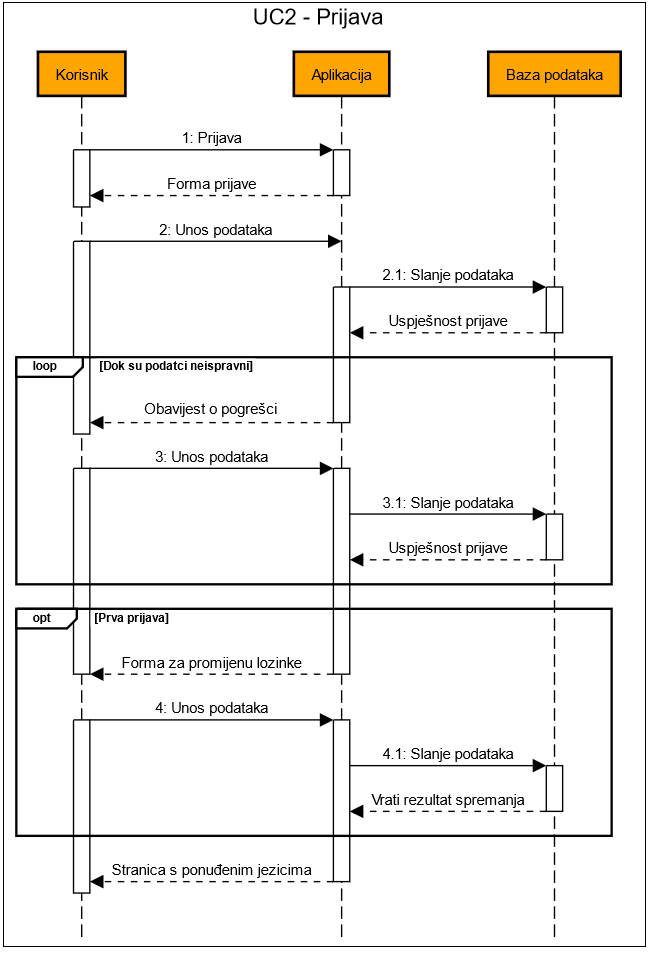 UC2 - Prijava
Korisnik
Aplikacija
Baza podataka
1: Prijava
Forma prijave
2: Unos podataka
2.1: Slanje podataka
Uspješnost prijave
loop
[Dok su podatci neispravni]
Obavijest o pogrešci
3: Unos podataka
3.1: Slanje podataka
Uspješnost prijave
opt
[Prva prijava]
Forma za promijenu lozinke
4: Unos podataka
4.1: Slanje podataka
Vrati rezultat spremanja
Stranica s ponuđenim jezicima